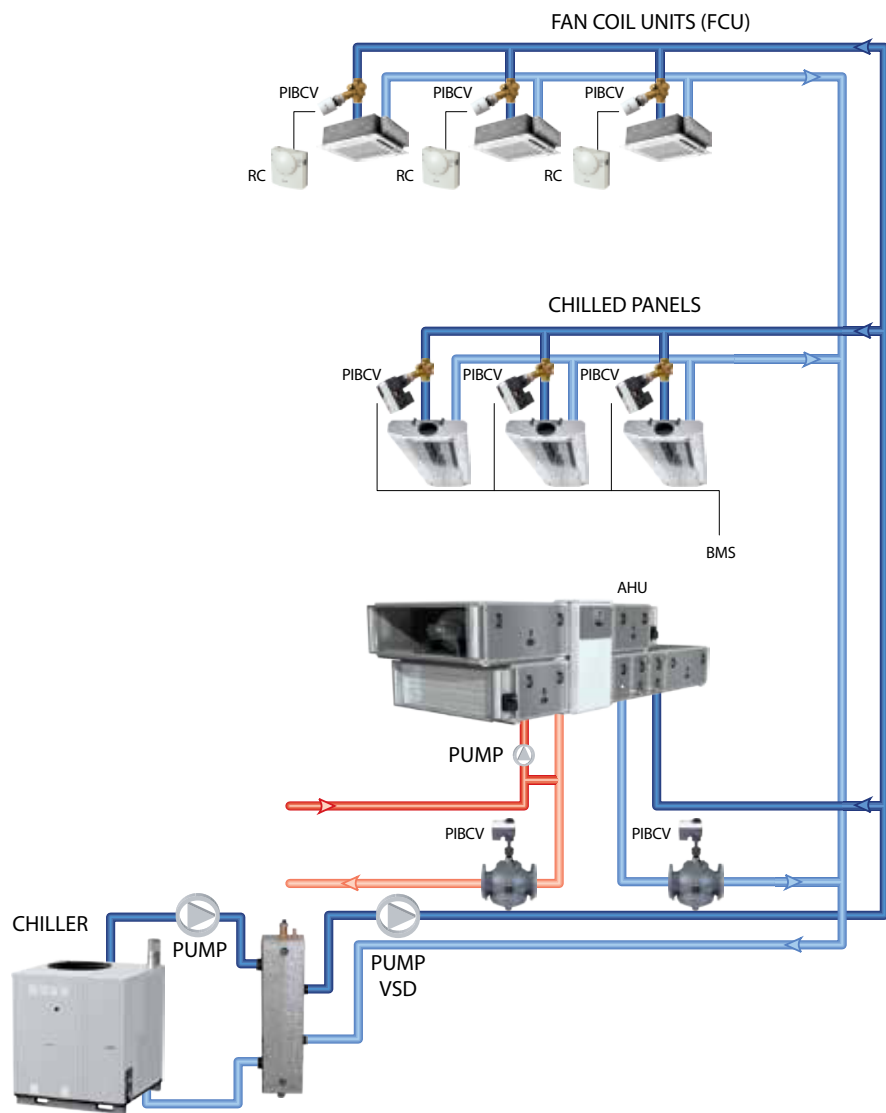 FAN COIL UNITS (FCU)
PIBCV
PIBCV
PIBCV
RC
RC
RC
CHILLED PANELS
PIBCV
PIBCV
PIBCV
BMS
AHU
PUMP
PIBCV
PIBCV
CHILLER
PUMP
PUMP
VSD